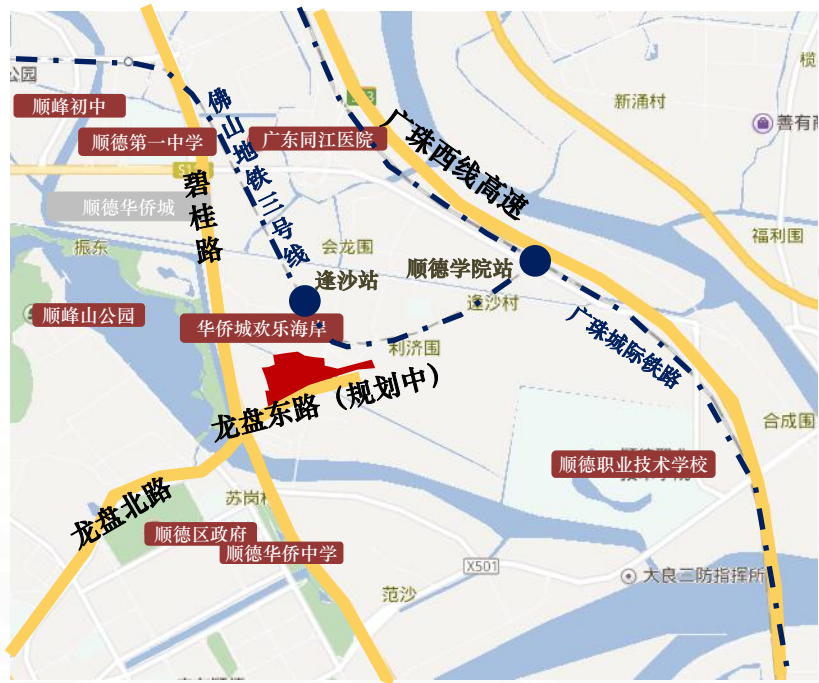 公园
顺峰初中
顺德第一中学
广东同江医院
新涌村
善有商
榄
S1
顺德华侨城
碧桂路
佛山地铁三号线
广珠西线高速
振东
会龙围
福利围
逢沙站
顺德学院站
逢沙村
顺峰山公园
华侨城欢乐海岸
利济围
广珠城际铁路
龙盘东路（规划中）
合成围
顺德职业技术学校
龙盘北路
苏岗村
顺德区政府
顺德华侨中学
X501
大良三防指挥所
范沙